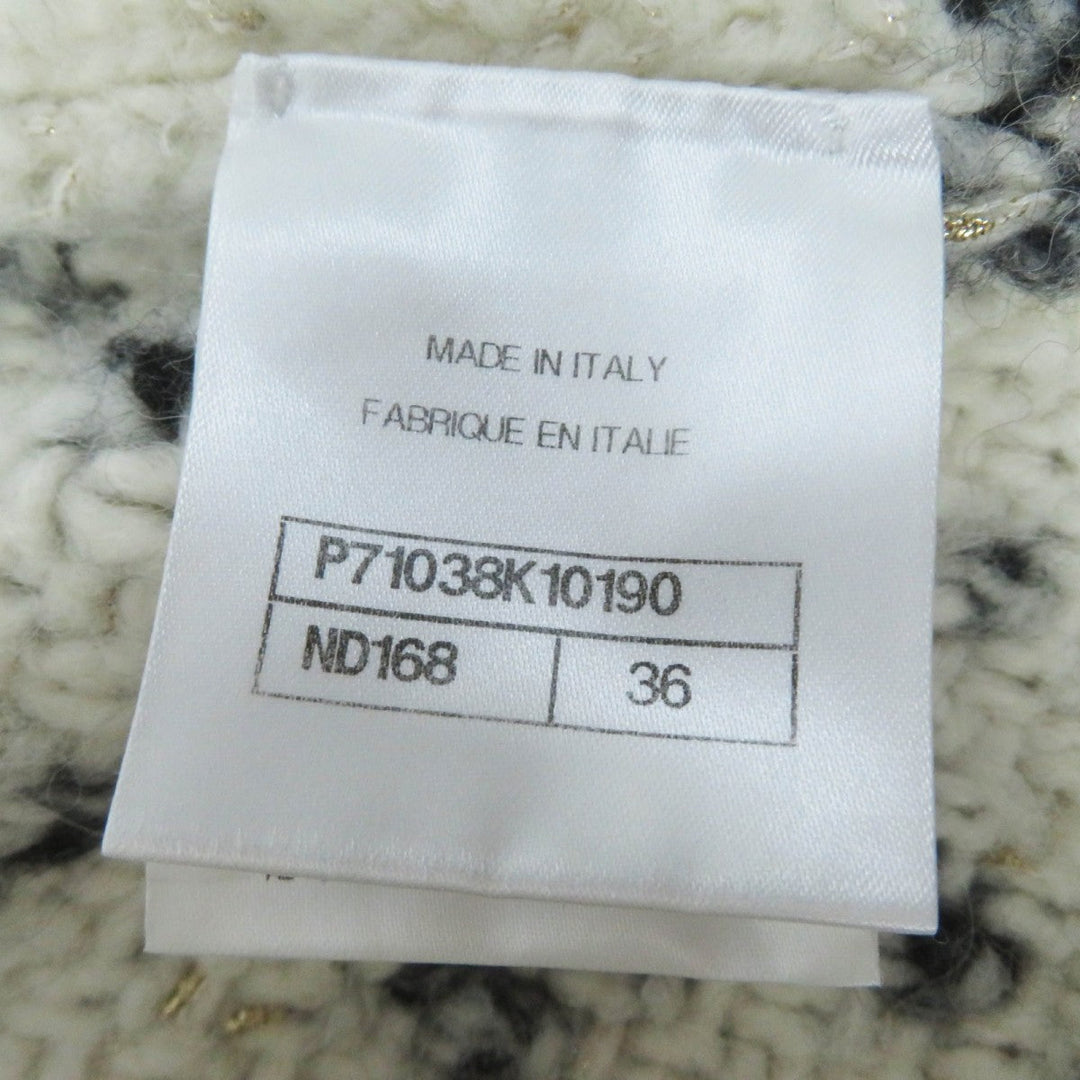 MADE IN ITALY
FABRIQUE EN ITALIE
P71038K10190
ND168 36